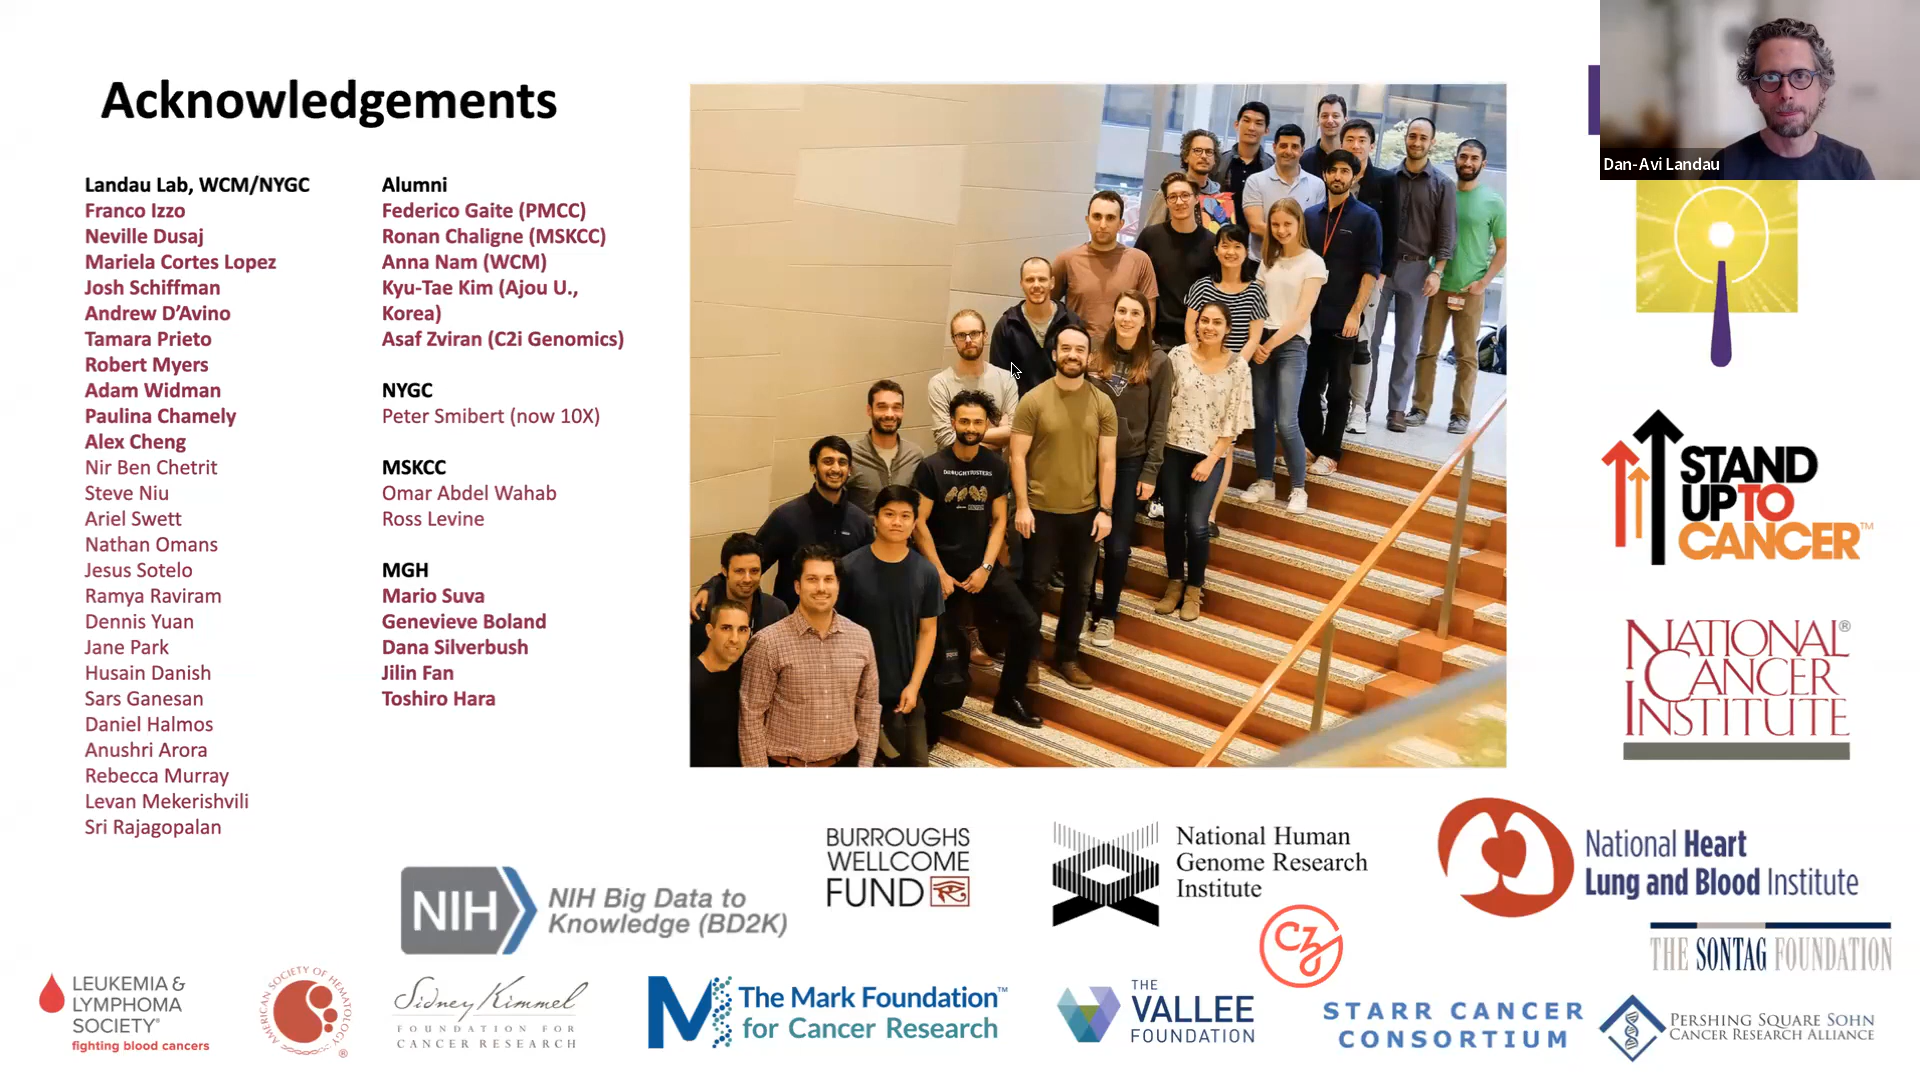 Acknowledgements
Landau Lab, WCM/NYGC
Franco Izzo
Neville Dusaj
Mariela Cortes Lopez
Josh Schiffman
Andrew D’Avino
Tamara Prieto
Robert Myers
Adam Widman
Paulina Chamely
Alex Cheng
Nir Ben Chetrit
Steve Niu
Ariel Swett
Nathan Omans
Jesus Sotelo
Ramya Raviram
Dennis Yuan
Jane Park
Husain Danish
Sars Ganesan
Daniel Halmos
Anushri Arora
Rebecca Murray
Levan Mekerishvili
Sri Rajagopalan
Alumni
Federico Gaite (PMCC)
Ronan Chaligne (MSKCC)
Anna Nam (WCM)
Kyu-Tae Kim (Ajou U.,
Korea)
Asaf Zviran (C2i Genomics)
NYGC
Peter Smibert (now 10X)
MSKCC
Omar Abdel Wahab
Ross Levine
MGH
Mario Suva
Genevieve Boland
Dana Silverbush
Jilin Fan
Toshiro Hara
Dan-Avi Landau
STAND
UP TO
CANCER™
NATIONAL®
CANCER
INSTITUTE
NIH
NIH Big Data to
Knowledge (BD2K)
BURROUGHS
WELLCOME
FUND
National Human
Genome Research
Institute
National Heart
Lung and Blood Institute
CZ
THE SONTAG FOUNDATION
LEUKEMIA &
LYMPHOMA
SOCIETY®
fighting blood cancers
AMERICAN SOCIETY OF HEMATOLOGY ®
Sidney Kimmel
FOUNDATION FOR
CANCER RESEARCH
M
The Mark Foundation™
for Cancer Research
THE
VALLEE
FOUNDATION
STARR CANCER
CONSORTIUM
PERSHING SQUARE SOHN
CANCER RESEARCH ALLIANCE